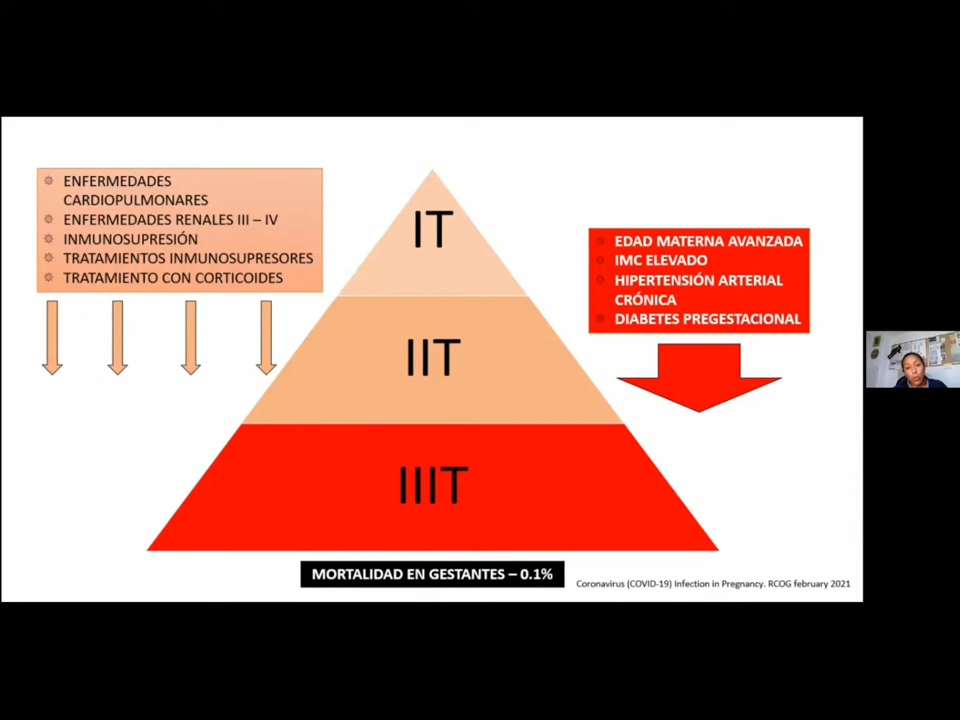 ENFERMEDADES
CARDIOPULMONARES
ENFERMEDADES RENALES III – IV
INMUNOSUPRESIÓN
TRATAMIENTOS INMUNOSUPRESORES
TRATAMIENTO CON CORTICOIDES
IT
IIT
IIIT
EDAD MATERNA AVANZADA
IMC ELEVADO
HIPERTENSIÓN ARTERIAL
CRÓNICA
DIABETES PREGESTACIONAL
MORTALIDAD EN GESTANTES – 0.1%
Coronavirus (COVID-19) Infection in Pregnancy. RCOG february 2021